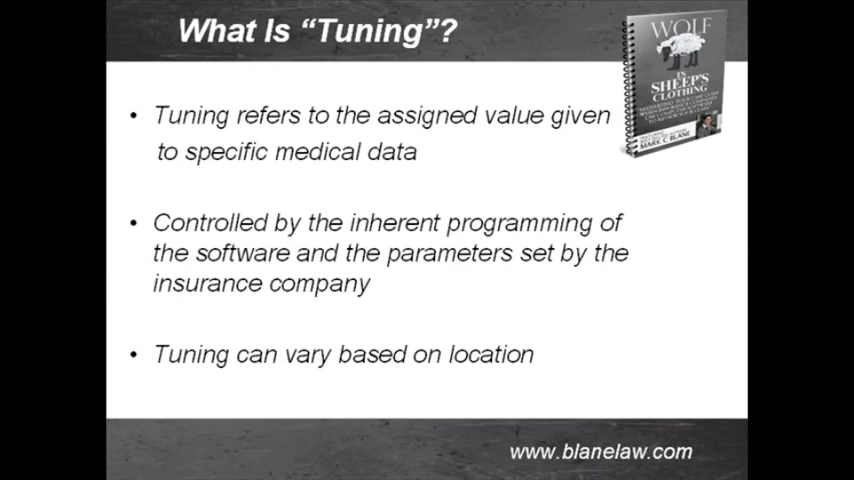 What Is “Tuning”?
WOLF
IN
SHEEP'S
CLOTHING
MARK C BLANE
• Tuning refers to the assigned value given
to specific medical data
• Controlled by the inherent programming of
the software and the parameters set by the
insurance company
• Tuning can vary based on location
www.blanelaw.com